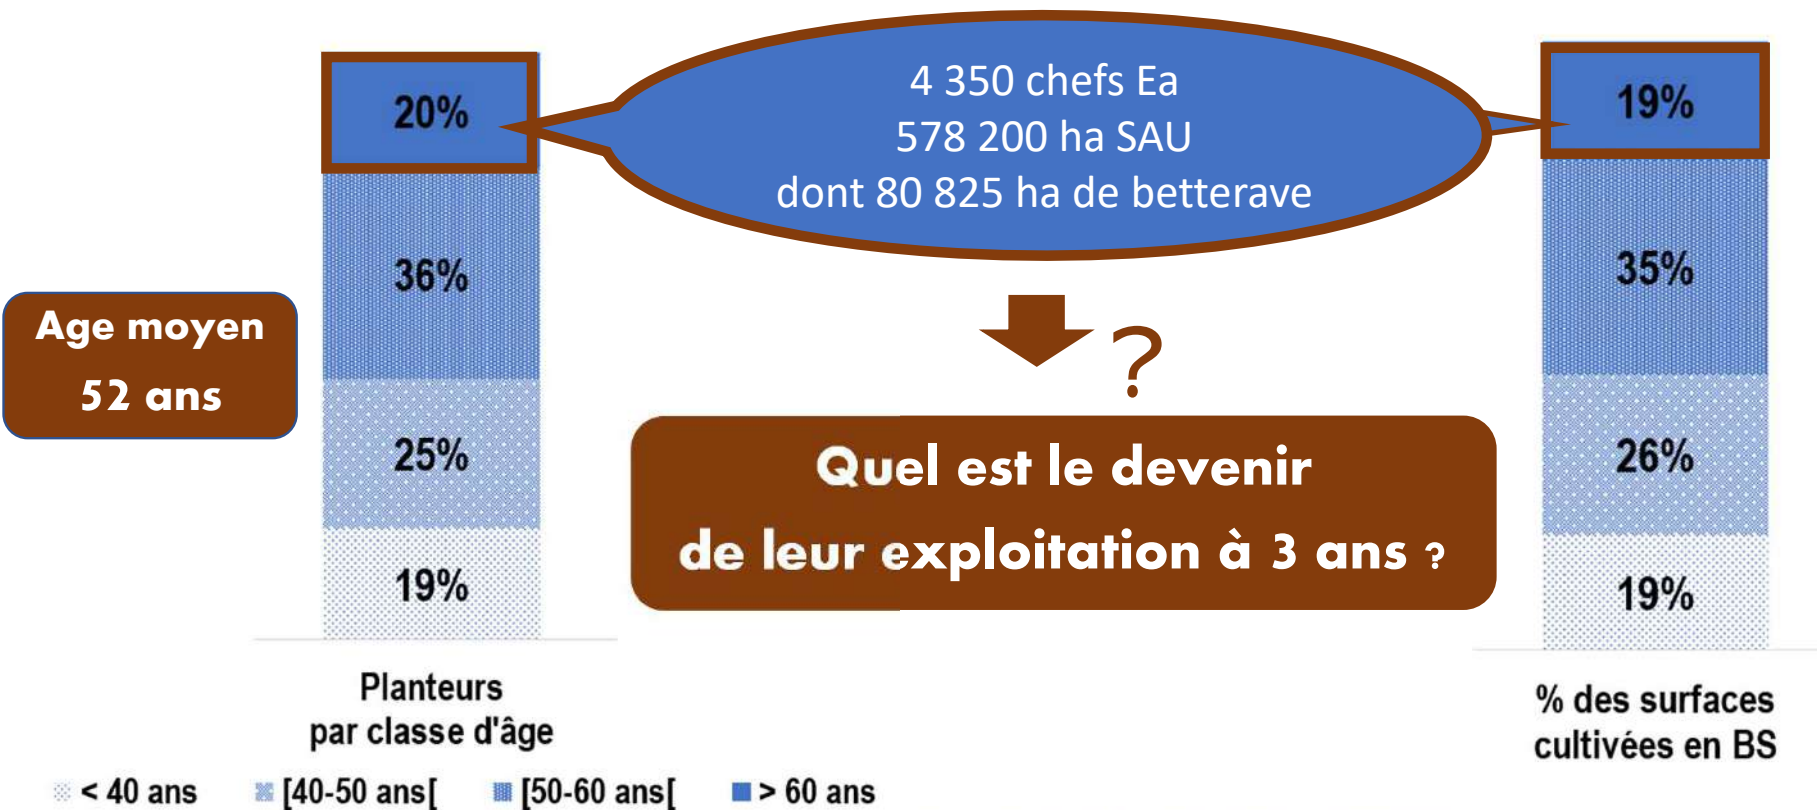 4 350 chefs Ea
578 200 ha SAU
dont 80 825 ha de betterave
20%
36%
25%
19%
Age moyen
52 ans
?
Quel est le devenir
de leur exploitation à 3 ans ?
19%
35%
26%
19%
Planteurs
par classe d'âge
% des surfaces
cultivées en BS
< 40 ans [40-50 ans[ [50-60 ans[ > 60 ans